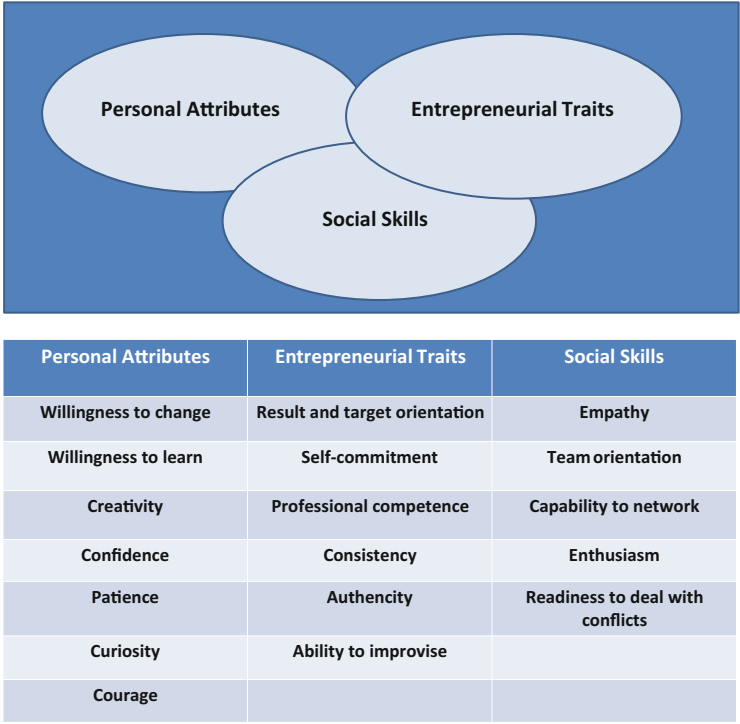 Personal Attributes
Entrepreneurial Traits
Social Skills
Personal Attributes Entrepreneurial Traits Social Skills
Willingness to change Result and target orientation Empathy
Willingness to learn Self-commitment Team orientation
Creativity Professional competence Capability to network
Confidence Consistency Enthusiasm
Patience Authencity Readiness to deal with
conflicts
Curiosity Ability to improvise
Courage